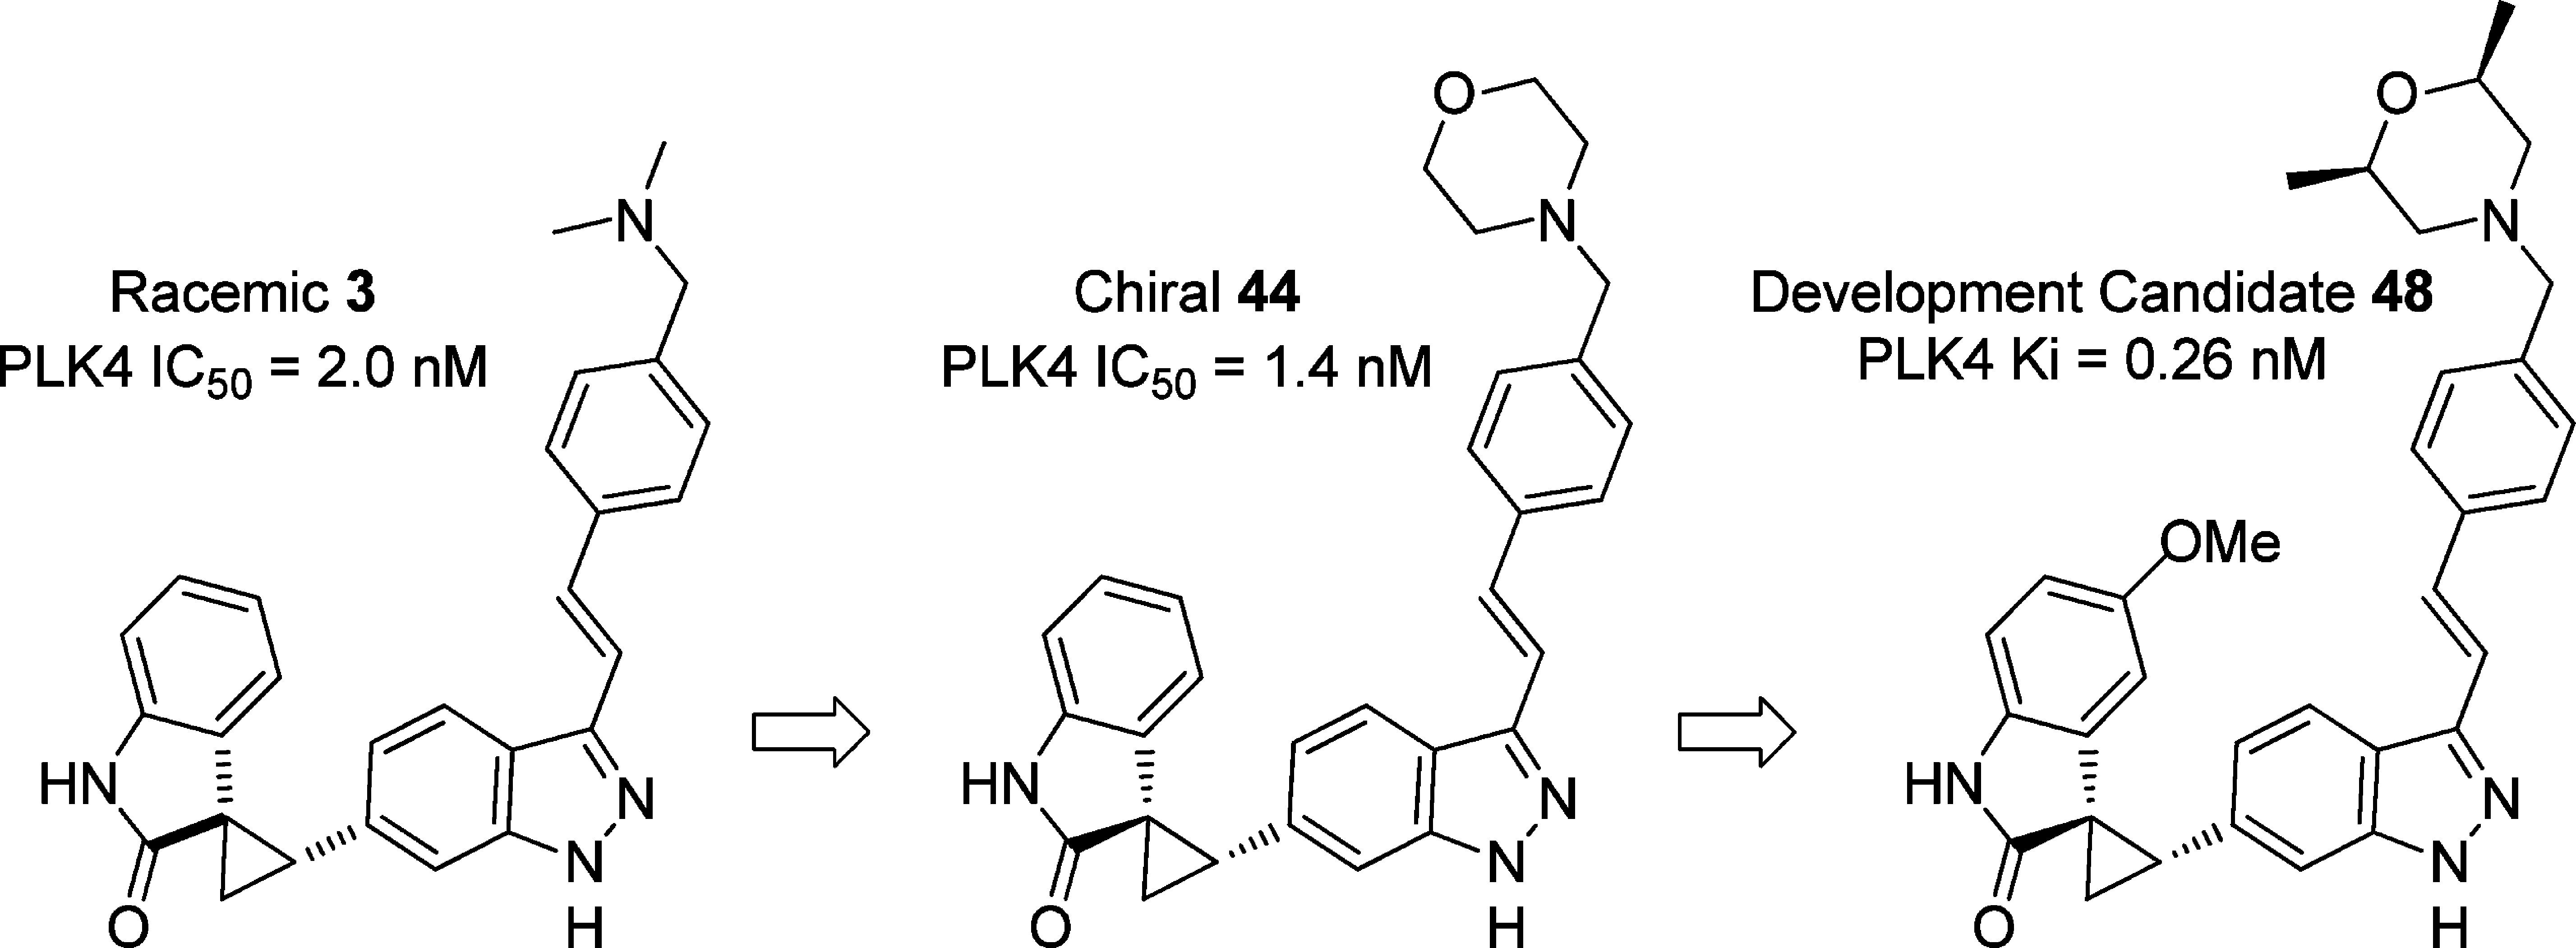 Racemic 3
PLK4 IC50 = 2.0 nM
N
HN
O
N
N
H
Chiral 44
PLK4 IC50 = 1.4 nM
O
N
HN
O
N
N
H
Development Candidate 48
PLK4 Ki = 0.26 nM
O
N
OMe
HN
O
N
N
H